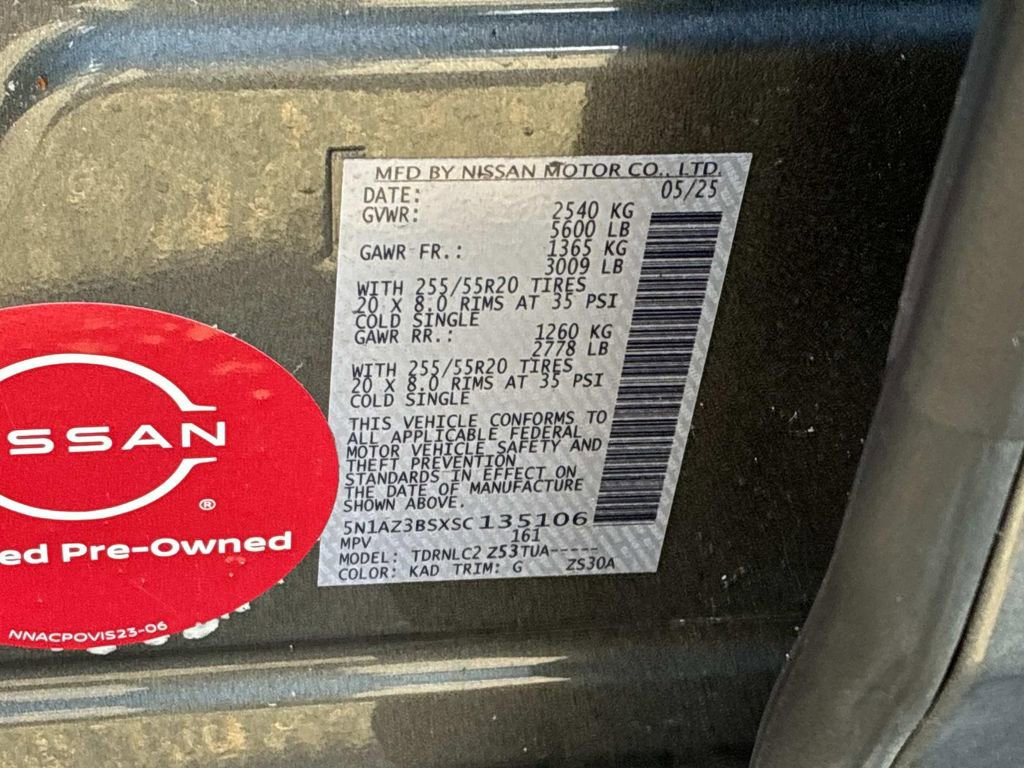 MFD BY NISSAN MOTOR CO., LTD.
DATE: 05/25
GVWR: 2540 KG
5600 LB
GAWR FR.: 1365 KG
3009 LB
WITH 255/55R20 TIRES
20 X 8.0 RIMS AT 35 PSI
COLD SINGLE
GAWR RR.: 1260 KG
2778 LB
WITH 255/55R20 TIRES
20 X 8.0 RIMS AT 35 PSI
COLD SINGLE
THIS VEHICLE CONFORMS TO
ALL APPLICABLE FEDERAL
MOTOR VEHICLE SAFETY AND
THEFT PREVENTION
STANDARDS IN EFFECT ON
THE DATE OF MANUFACTURE
SHOWN ABOVE.
5N1AZ3BSXSC135106
MPV 161
MODEL: TDRNLC2 Z53TUA-----
COLOR: KAD TRIM: G ZS30A
ISSAN
®
ed Pre-Owned
NNACPOVIS23-06